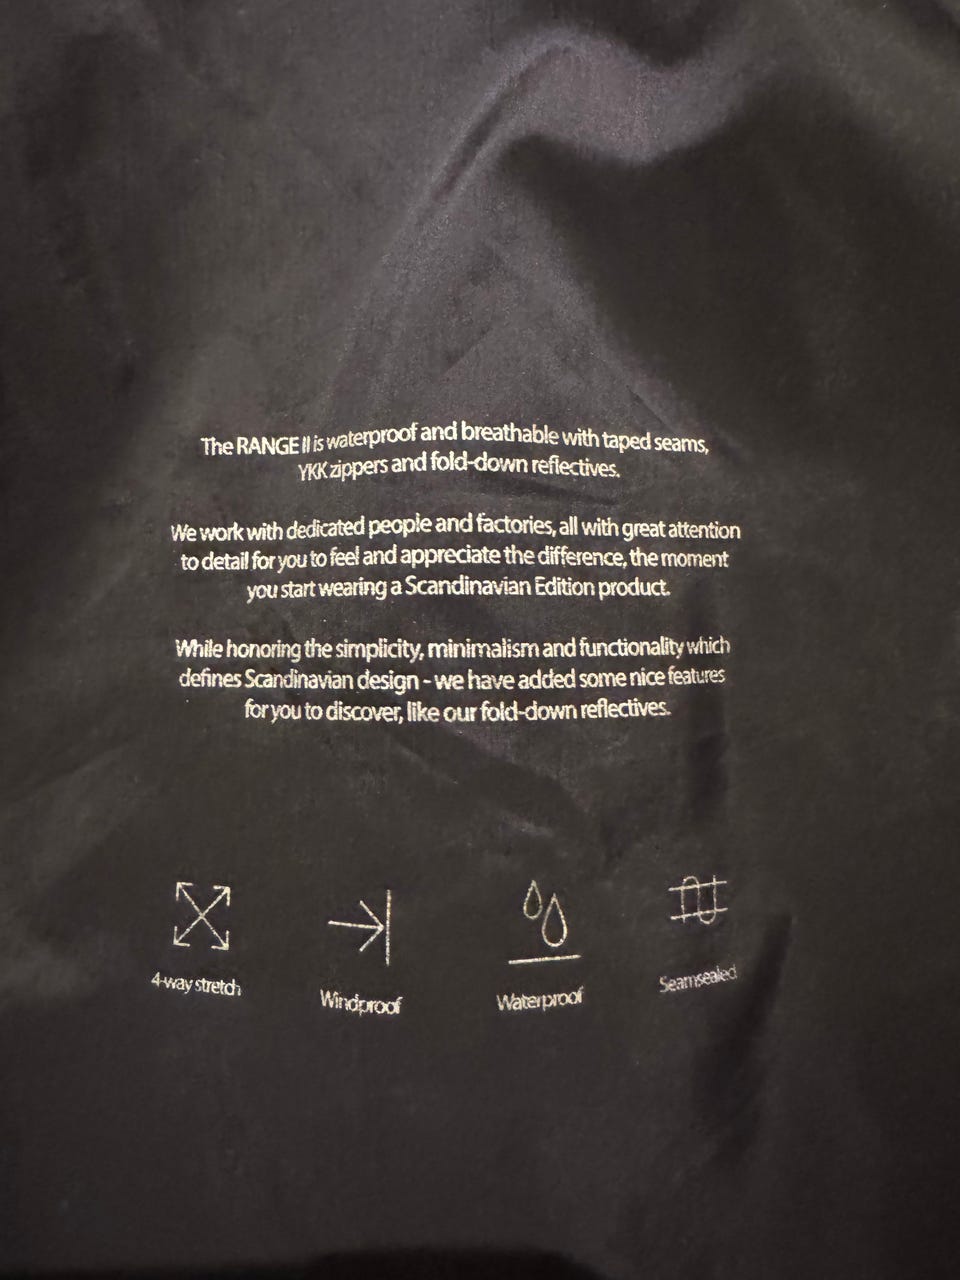 The RANGE II is waterproof and breathable with taped seams,
YKK zippers and fold-down reflectives.
We work with dedicated people and factories, all with great attention
to detail for you to feel and appreciate the difference, the moment
you start wearing a Scandinavian Edition product.
While honoring the simplicity, minimalism and functionality which
defines Scandinavian design - we have added some nice features
for you to discover, like our fold-down reflectives.
4-way stretch
Windproof
Waterproof
Seamsealed